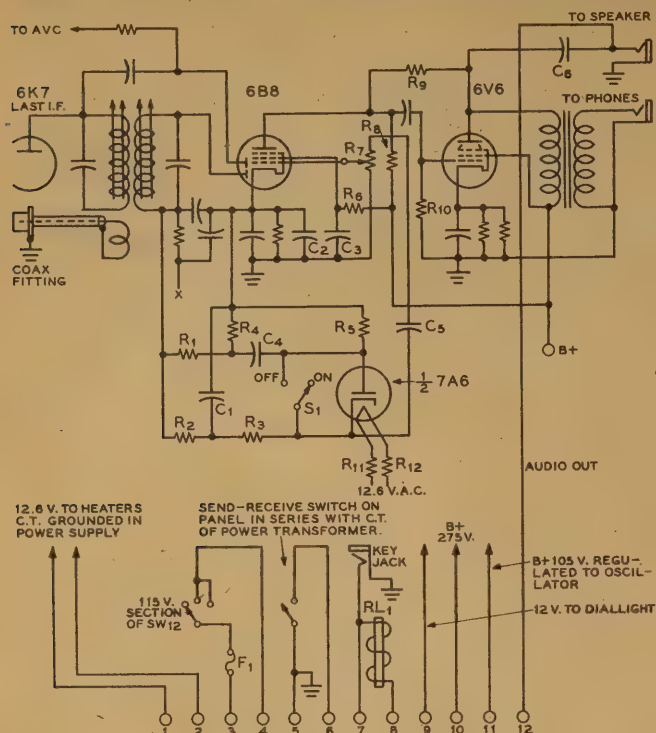 TO AVC
TO SPEAKER
6K7
LAST I.F.
6B8
R9
6V6
C6
TO PHONES
R7
R8
R6
R10
C2
C3
COAX
FITTING
X
R4
C4
R5
C5
B+
R1
OFF
ON
S1
½ 7A6
C1
R2
R3
R11
R12
12.6 V.A.C.
AUDIO OUT
12.6 V. TO HEATERS
C.T. GROUNDED IN
POWER SUPPLY
SEND-RECEIVE SWITCH ON
PANEL IN SERIES WITH C.T.
OF POWER TRANSFORMER.
KEY
JACK
B+
275V.
B+105 V. REGU-
LATED TO OSCIL-
LATOR
115 V.
SECTION
OF SW12
F1
RL1
12 V. TO DIALLIGHT
1 2 3 4 5 6 7 8 9 10 11 12